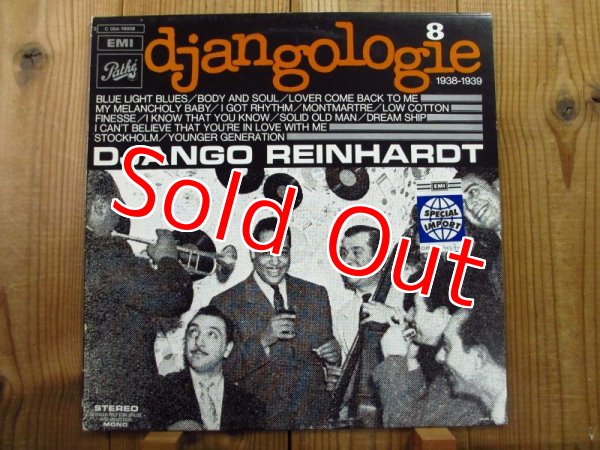 8
C 054-16008
EMI
Pathé
djangologie
1938-1939
BLUE LIGHT BLUES/BODY AND SOUL/LOVER COME BACK TO ME/
MY MELANCHOLY BABY/I GOT RHYTHM/MONTMARTRE/LOW COTTON
FINESSE/I KNOW THAT YOU KNOW/SOLID OLD MAN/DREAM SHIP
I CAN'T BELIEVE THAT YOU'RE IN LOVE WITH ME
STOCKHOLM/YOUNGER GENERATION
DJANGO REINHARDT
Sold Out
EMI
SPECIAL
IMPORT
STEREO
MONO